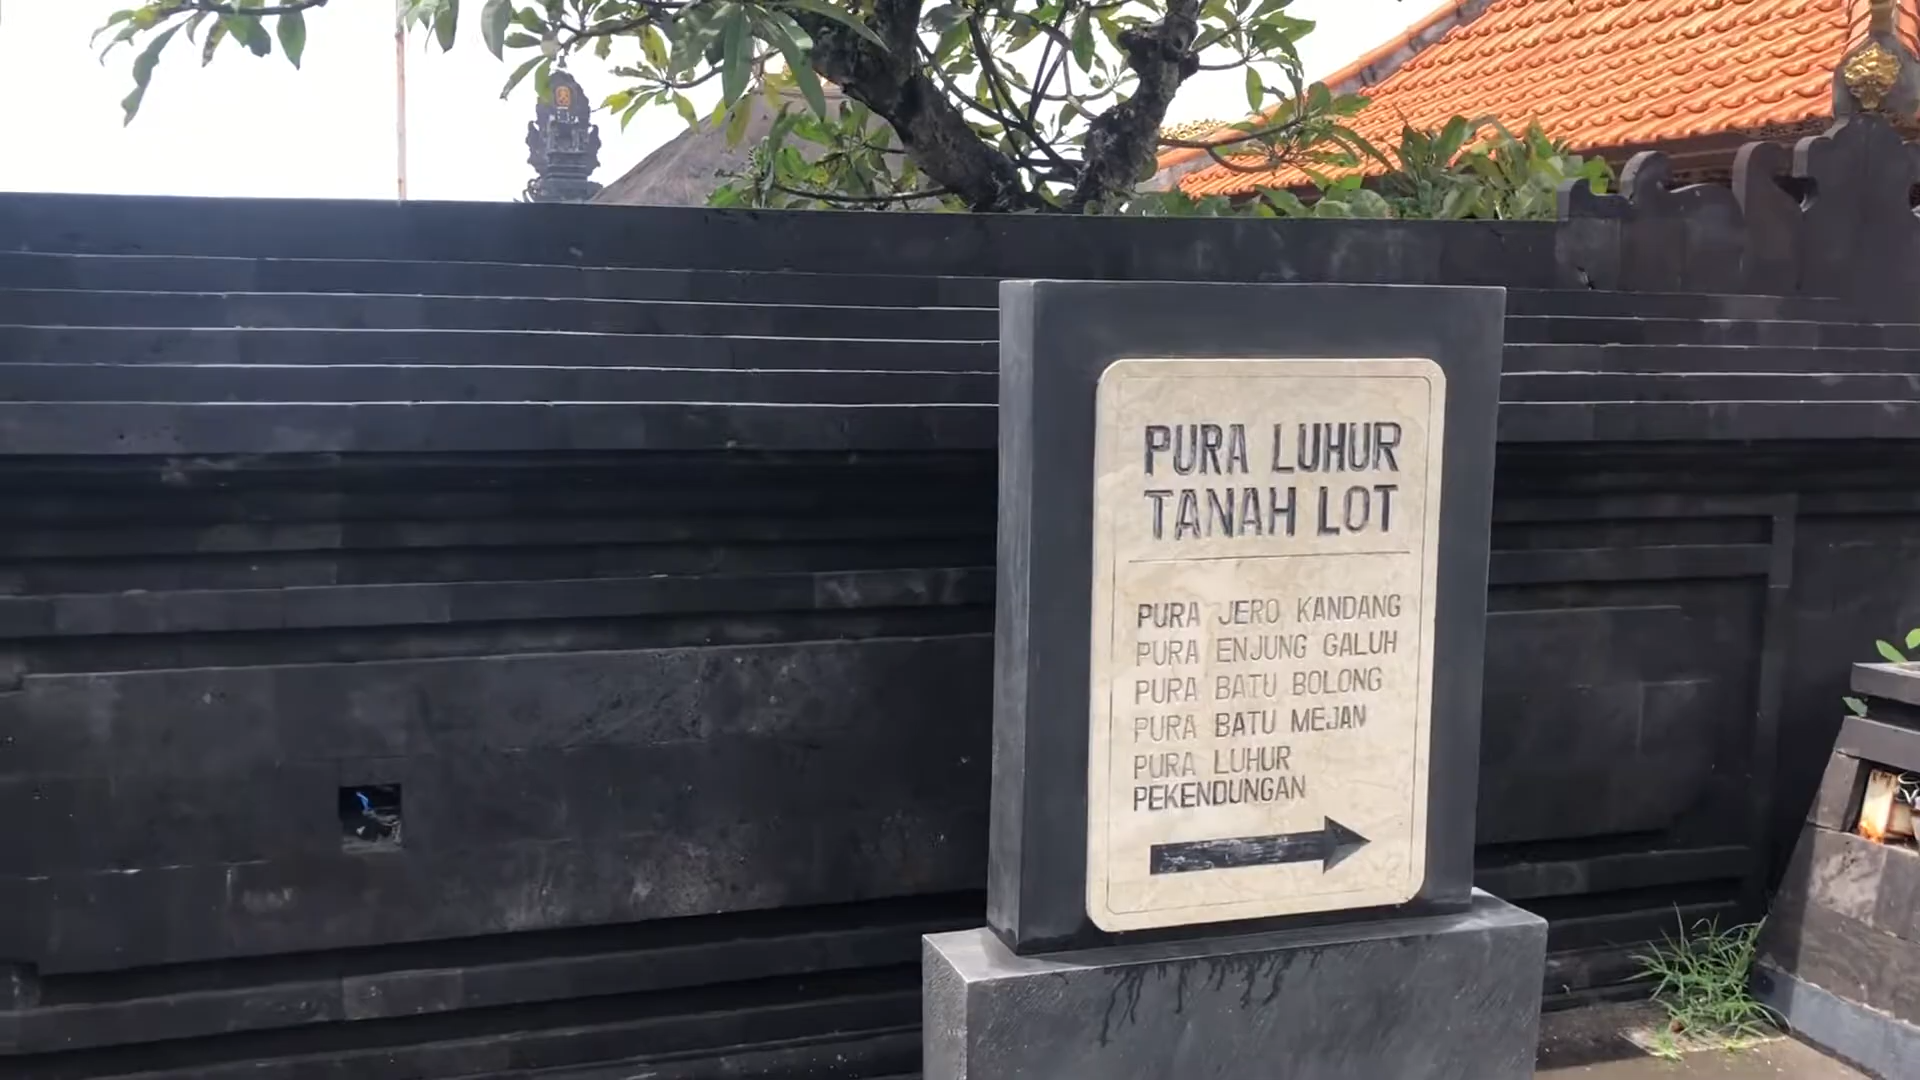 PURA LUHUR
TANAH LOT
PURA JERO KANDANG
PURA ENJUNG GALUH
PURA BATU BOLONG
PURA BATU MEJAN
PURA LUHUR
PEKENDUNGAN